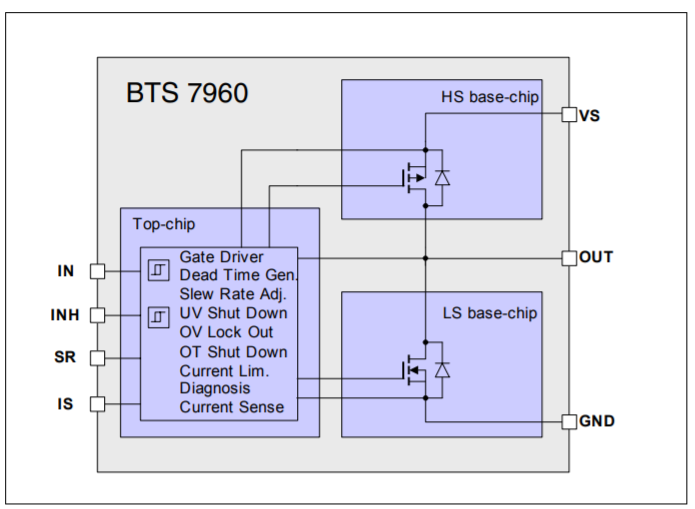 BTS 7960
HS base-chip
VS
Top-chip
IN
INH
SR
IS
Gate Driver
Dead Time Gen.
Slew Rate Adj.
UV Shut Down
OV Lock Out
OT Shut Down
Current Lim.
Diagnosis
Current Sense
OUT
LS base-chip
GND